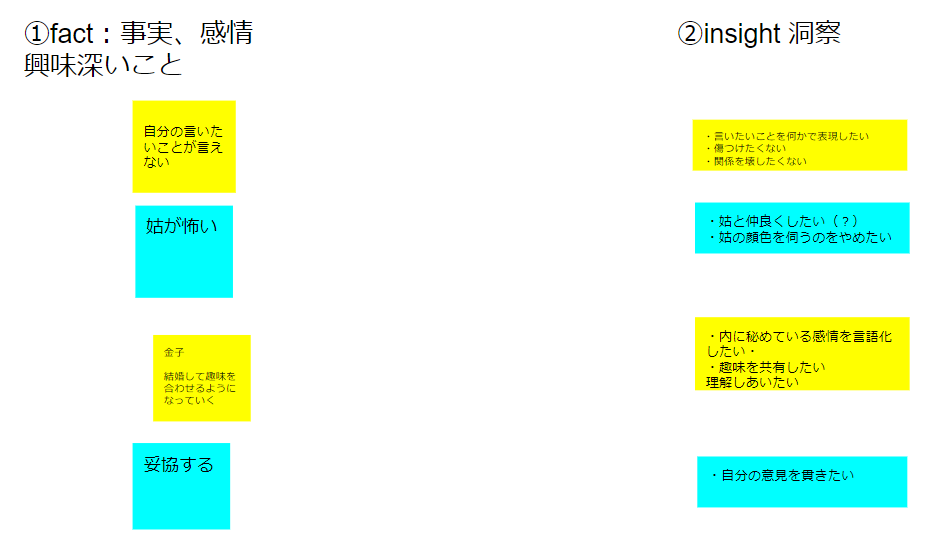 ①fact：事実、感情
興味深いこと
②insight 洞察
自分の言いた
いことが言え
ない
・言いたいことを何かで表現したい
・傷つけたくない
・関係を壊したくない
姑が怖い
・姑と仲良くしたい（？）
・姑の顔色を伺うのをやめたい
金子
結婚して趣味を
合わせるように
なっていく
・内に秘めている感情を言語化
したい・
・趣味を共有したい
理解しあいたい
妥協する
・自分の意見を貫きたい